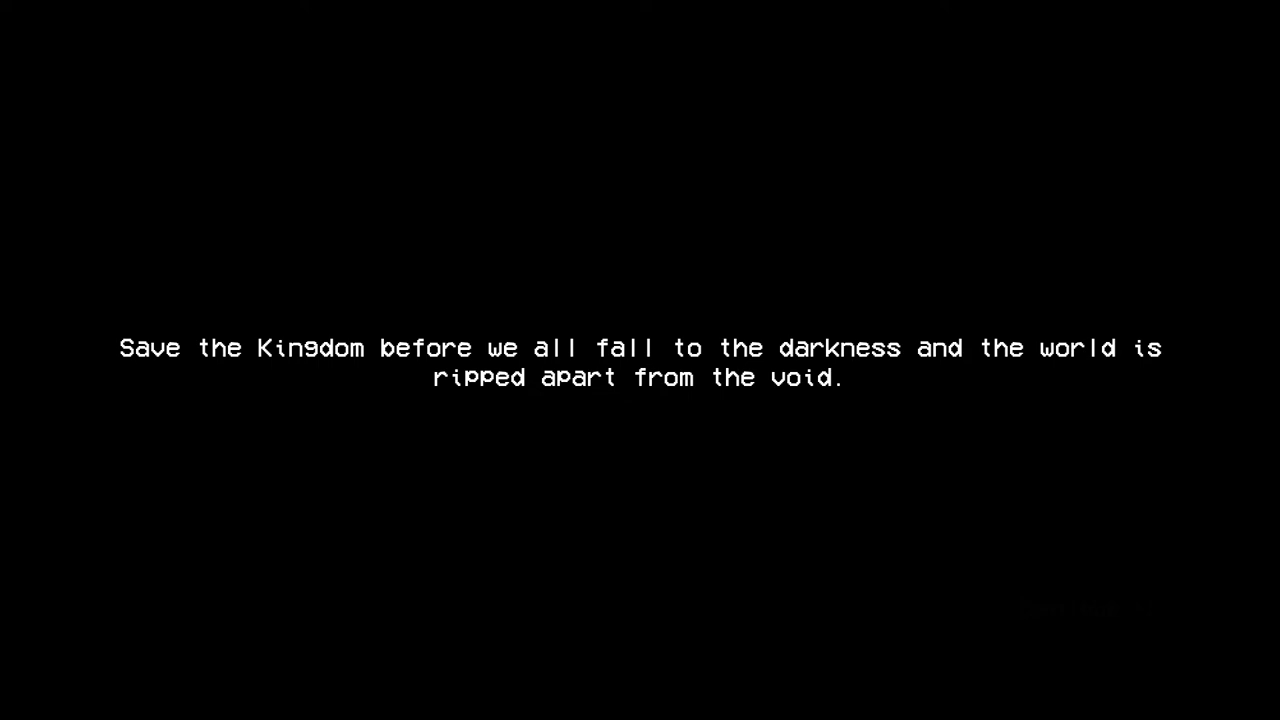 Save the Kingdom before we all fall to the darkness and the world is
ripped apart from the void.